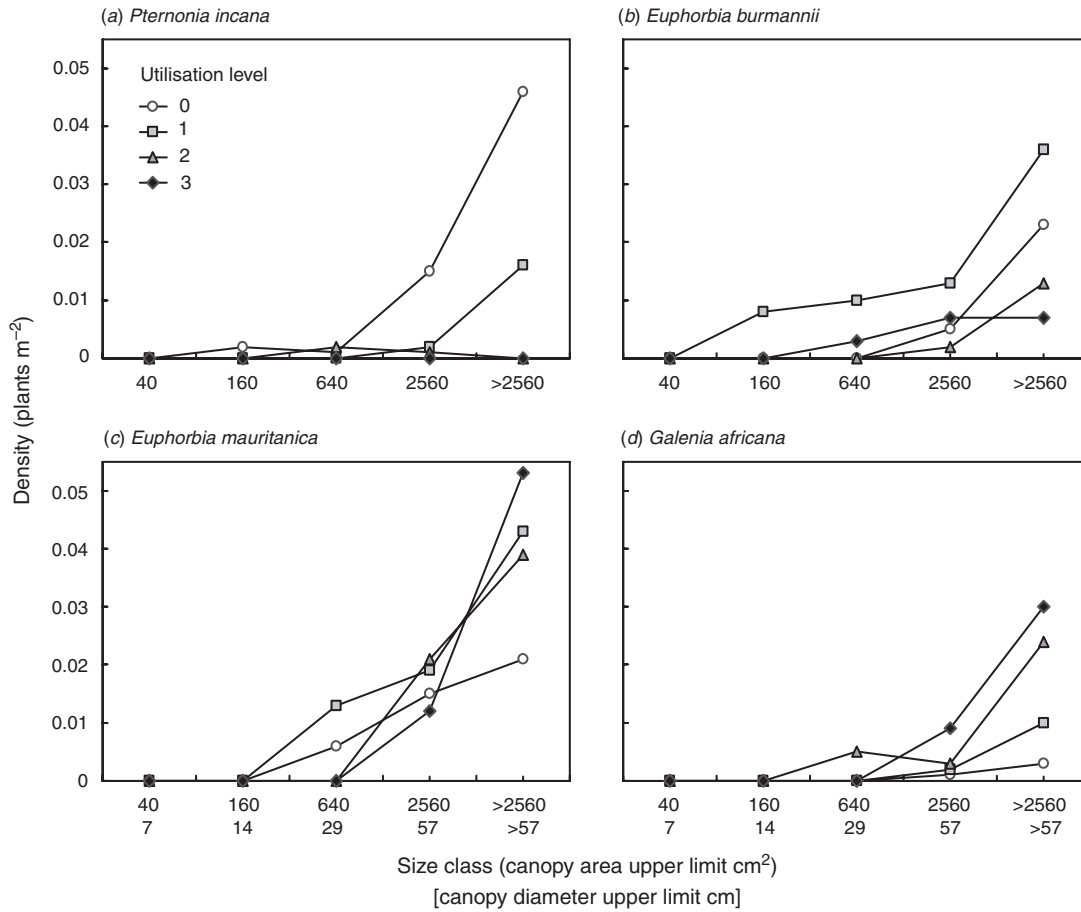 (a) Pternonia incana
(b) Euphorbia burmannii
0.05
0.04
0.03
0.02
0.01
0
Utilisation level
0
1
2
3
40 160 640 2560 >2560
40 160 640 2560 >2560
Density (plants m⁻²)
(c) Euphorbia mauritanica
(d) Galenia africana
0.05
0.04
0.03
0.02
0.01
0
40 160 640 2560 >2560
7 14 29 57 >57
40 160 640 2560 >2560
7 14 29 57 >57
Size class (canopy area upper limit cm²)
[canopy diameter upper limit cm]